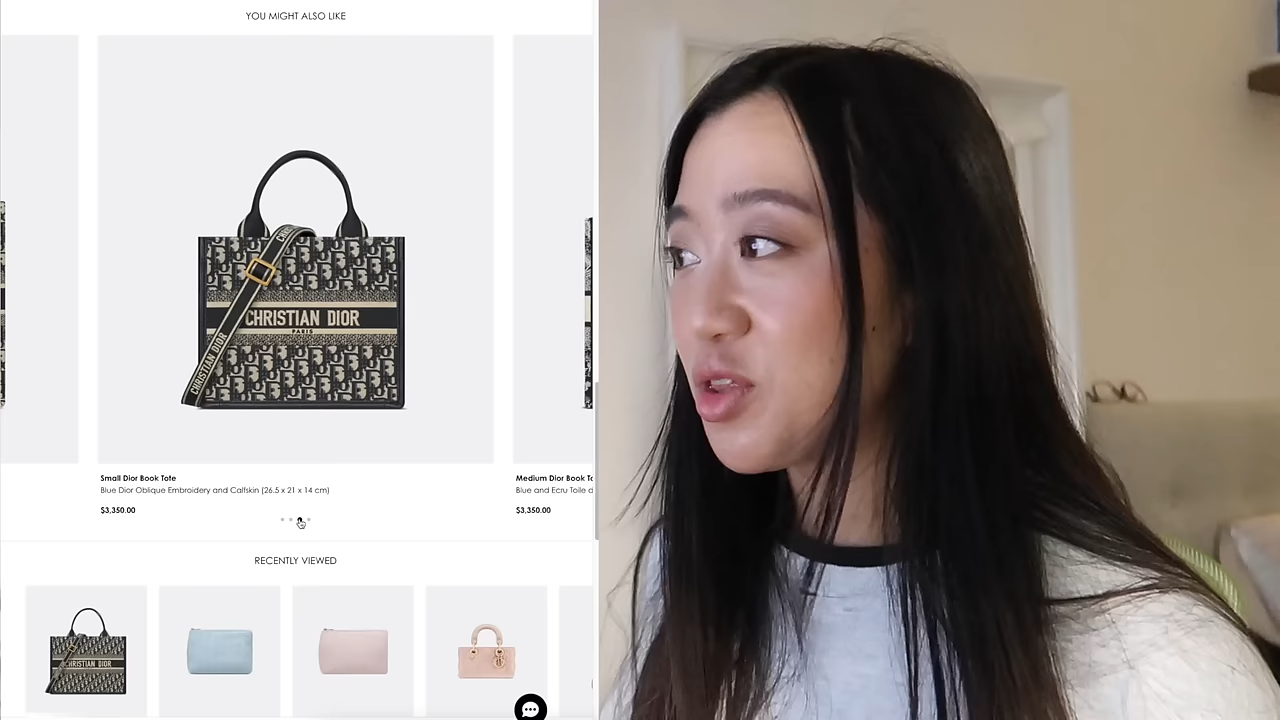 YOU MIGHT ALSO LIKE
CHRISTIAN
CHRISTIAN DIOR
PARIS
CHRISTIAN DIOR
Small Dior Book Tote
Blue Dior Oblique Embroidery and Calfskin (26.5 x 21 x 14 cm)
$3,350.00
Medium Dior Book To
Blue and Ecru Toile d
$3,350.00
RECENTLY VIEWED
CHRISTIAN DIOR